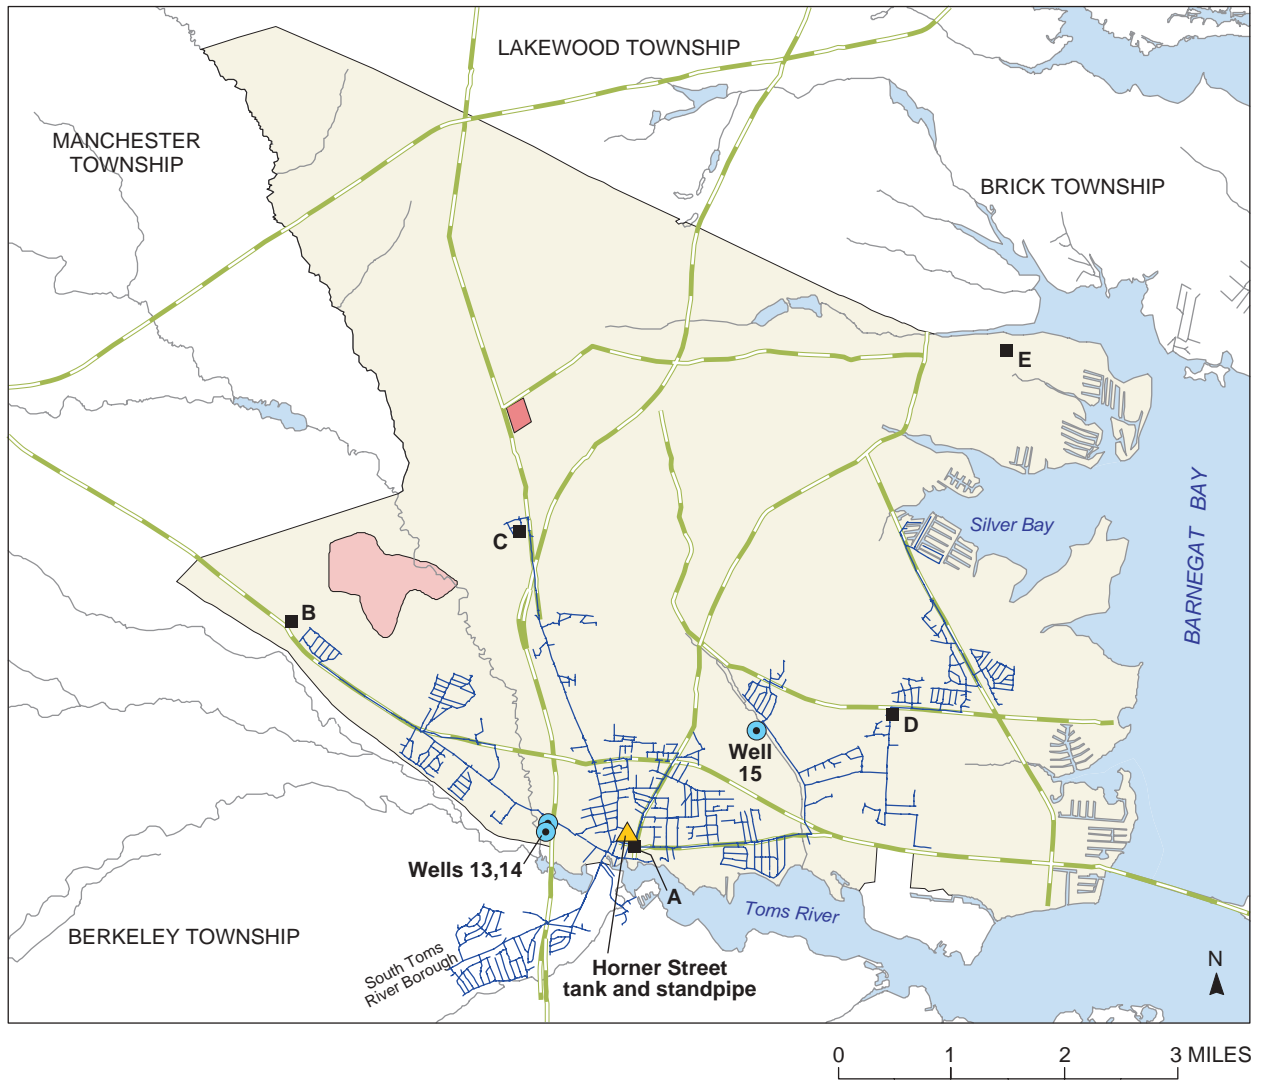 LAKEWOOD TOWNSHIP
MANCHESTER
TOWNSHIP
BRICK TOWNSHIP
E
Silver Bay
BARNEGAT BAY
C
B
D
Well
15
Wells 13,14
A
Toms River
BERKELEY TOWNSHIP
South Toms
River Borough
Horner Street
tank and standpipe
N
0 1 2 3 MILES